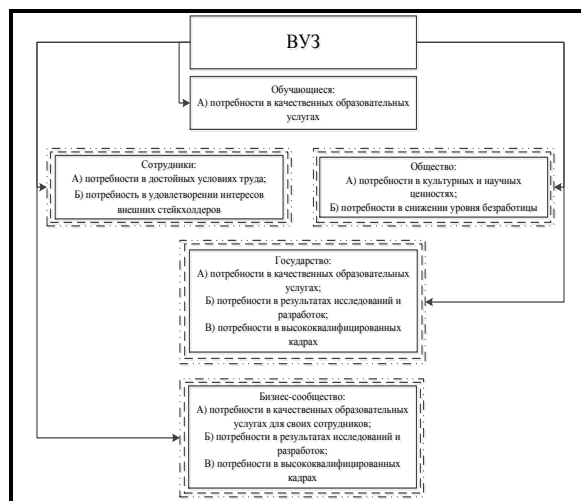 ВУЗ
Обучающиеся:
А) потребности в качественных образовательных
услугах
Сотрудники:
А) потребности в достойных условиях труда;
Б) потребность в удовлетворении интересов
внешних стейкхолдеров
Общество:
А) потребности в культурных и научных
ценностях;
Б) потребности в снижении уровня безработицы
Государство:
А) потребности в качественных образовательных
услугах;
Б) потребности в результатах исследований и
разработок;
В) потребности в высококвалифицированных
кадрах
Бизнес-сообщество:
А) потребности в качественных образовательных
услугах для своих сотрудников;
Б) потребности в результатах исследований и
разработок;
В) потребности в высококвалифицированных
кадрах